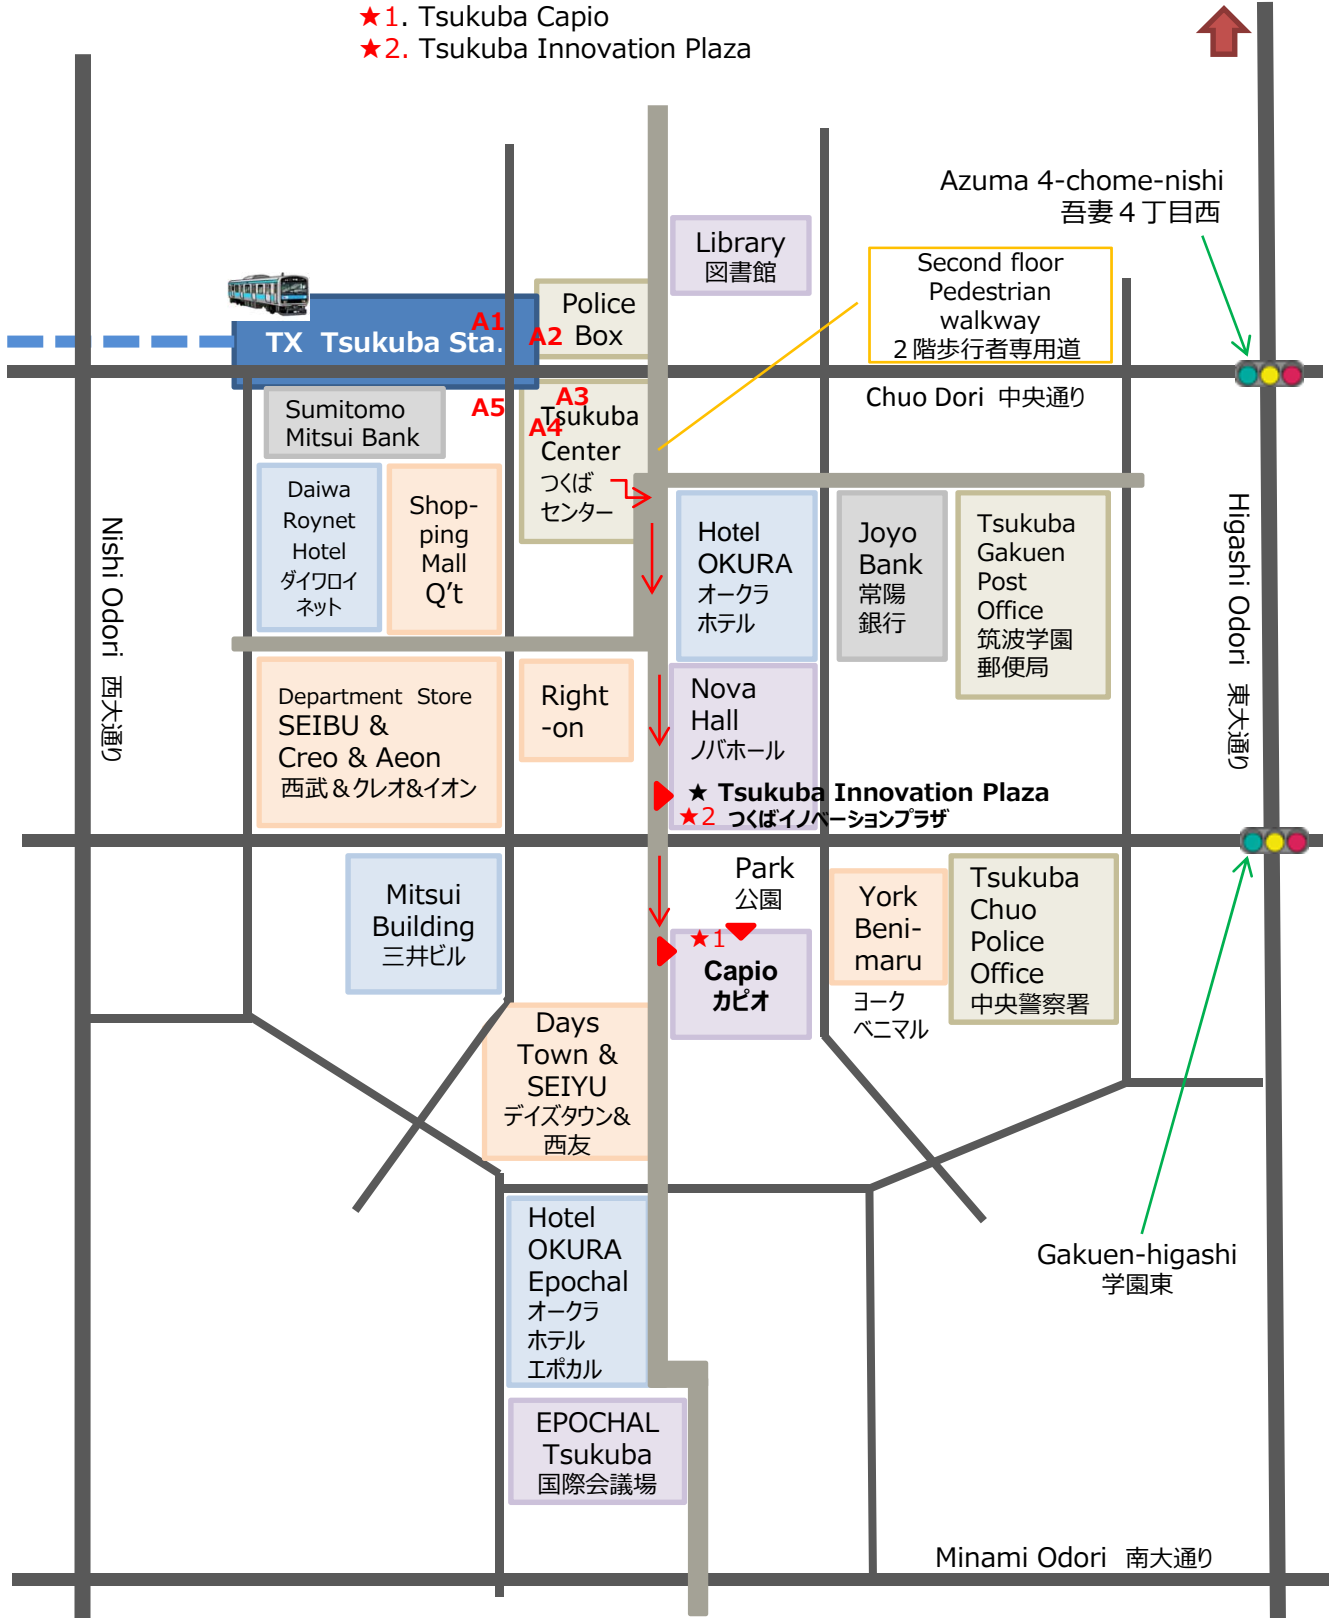 ★1. Tsukuba Capio
★2. Tsukuba Innovation Plaza
Azuma 4-chome-nishi
吾妻４丁目西
Library
図書館
Second floor
Pedestrian
walkway
２階歩行者専用道
Police
Box
TX Tsukuba Sta.
A1
A2
Chuo Dori 中央通り
Sumitomo
Mitsui Bank
A5
A3
A4
Tsukuba
Center
つくば
センター
Daiwa
Roynet
Hotel
ダイワロイ
ネット
Shop-
ping
Mall
Q't
Hotel
OKURA
オークラ
ホテル
Joyo
Bank
常陽
銀行
Tsukuba
Gakuen
Post
Office
筑波学園
郵便局
Nishi Odori 西大通り
Higashi Odori 東大通り
Department Store
SEIBU &
Creo & Aeon
西武＆クレオ&イオン
Right
-on
Nova
Hall
ノバホール
★ Tsukuba Innovation Plaza
★2 つくばイノベーションプラザ
Mitsui
Building
三井ビル
Park
公園
★1
Capio
カピオ
York
Beni-
maru
ヨーク
ベニマル
Tsukuba
Chuo
Police
Office
中央警察署
Days
Town &
SEIYU
デイズタウン&
西友
Hotel
OKURA
Epochal
オークラ
ホテル
エポカル
Gakuen-higashi
学園東
EPOCHAL
Tsukuba
国際会議場
Minami Odori 南大通り